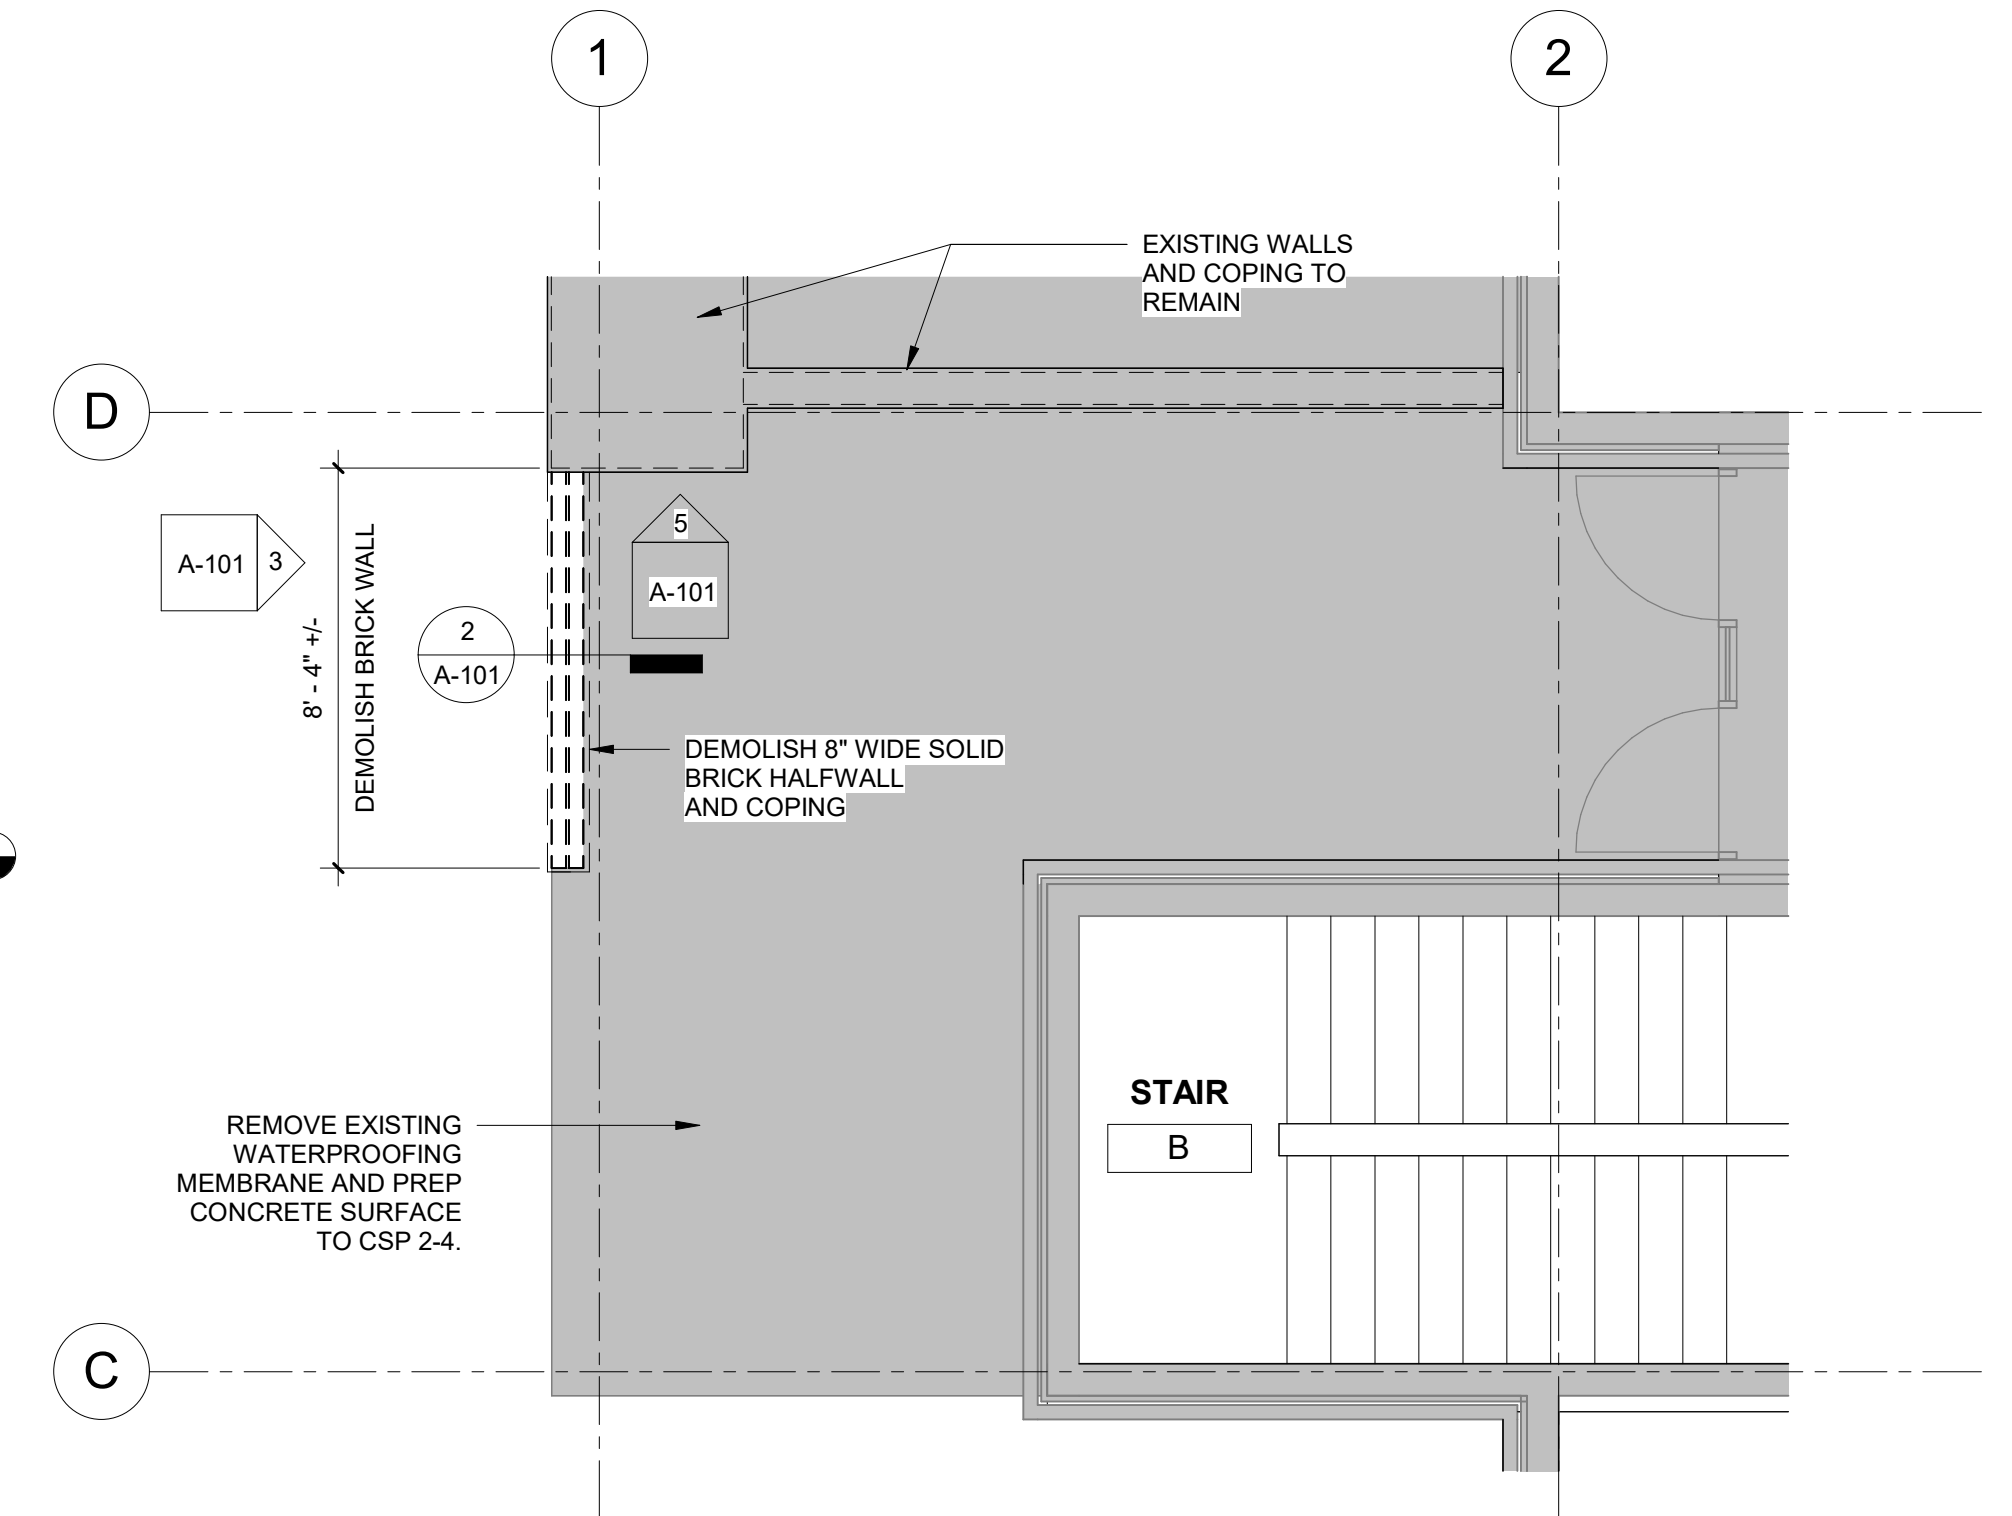 1
2
EXISTING WALLS
AND COPING TO
REMAIN
D
A-101
3
8' - 4" +/-
DEMOLISH BRICK WALL
5
A-101
2
A-101
DEMOLISH 8" WIDE SOLID
BRICK HALFWALL
AND COPING
STAIR
B
REMOVE EXISTING
WATERPROOFING
MEMBRANE AND PREP
CONCRETE SURFACE
TO CSP 2-4.
C